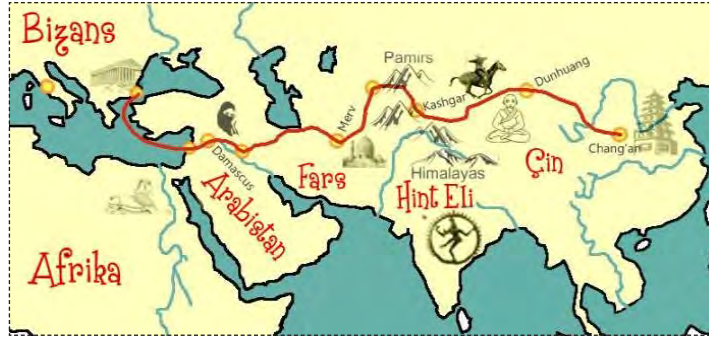 Bizans
Pamirs
Dunhuang
Kashgar
Merv
Chang'an
Damascus
Himalayas
Fars
Çin
Hint Eli
Arabistan
Afrika